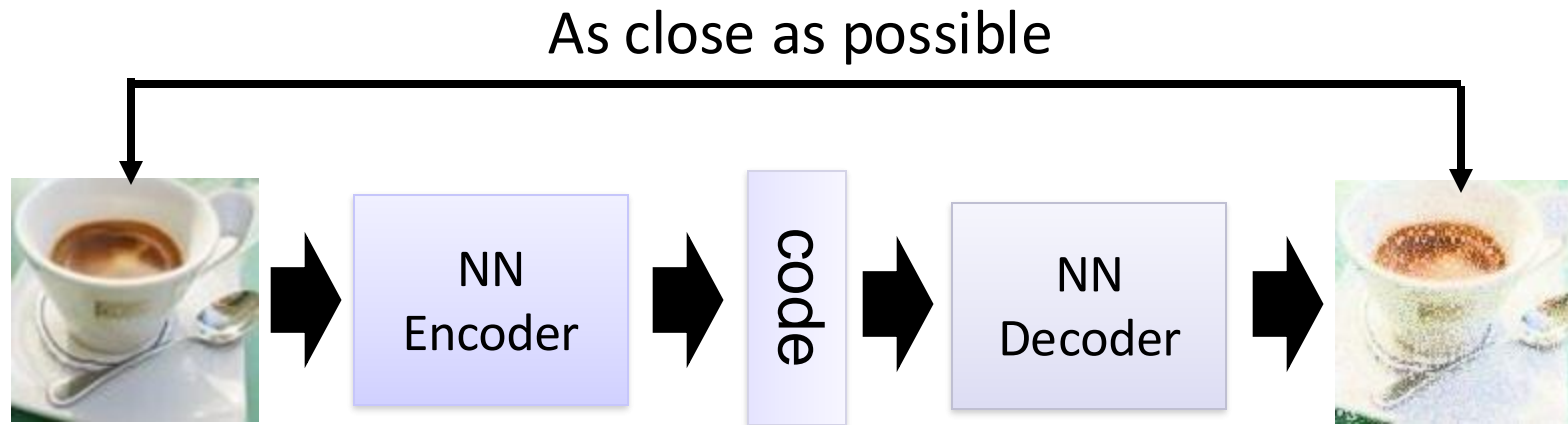 As close as possible
NN
Encoder
code
NN
Decoder